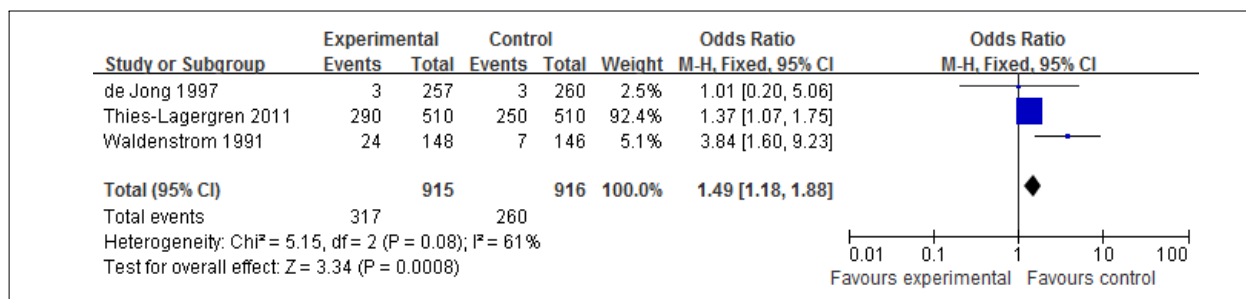 Experimental Control Odds Ratio Odds Ratio
Study or Subgroup Events Total Events Total Weight M-H, Fixed, 95% CI M-H, Fixed, 95% CI
de Jong 1997 3 257 3 260 2.5% 1.01 [0.20, 5.06]
Thies-Lagergren 2011 290 510 250 510 92.4% 1.37 [1.07, 1.75]
Waldenstrom 1991 24 148 7 146 5.1% 3.84 [1.60, 9.23]
Total (95% CI) 915 916 100.0% 1.49 [1.18, 1.88]
Total events 317 260
Heterogeneity: Chi² = 5.15, df = 2 (P = 0.08); I² = 61%
Test for overall effect: Z = 3.34 (P = 0.0008)
0.01 0.1 1 10 100
Favours experimental Favours control